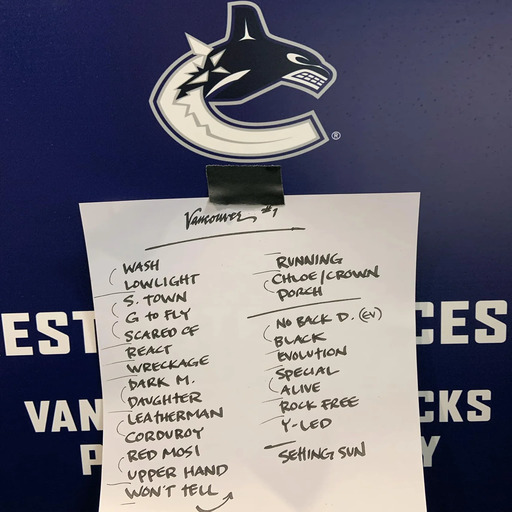 ®
Vancouver #1
WASH
LOWLIGHT
S. TOWN
G to FLY
SCARED OF
REACT
WRECKAGE
DARK M.
DAUGHTER
LEATHERMAN
CORDUROY
RED MOS!
UPPER HAND
WON'T TELL
RUNNING
CHLOE/CROWN
PORCH
NO BACK D. (EV)
BLACK
EVOLUTION
SPECIAL
ALIVE
ROCK FREE
Y-LED
SETTING SUN
EST CES
VAN CKS
P Y